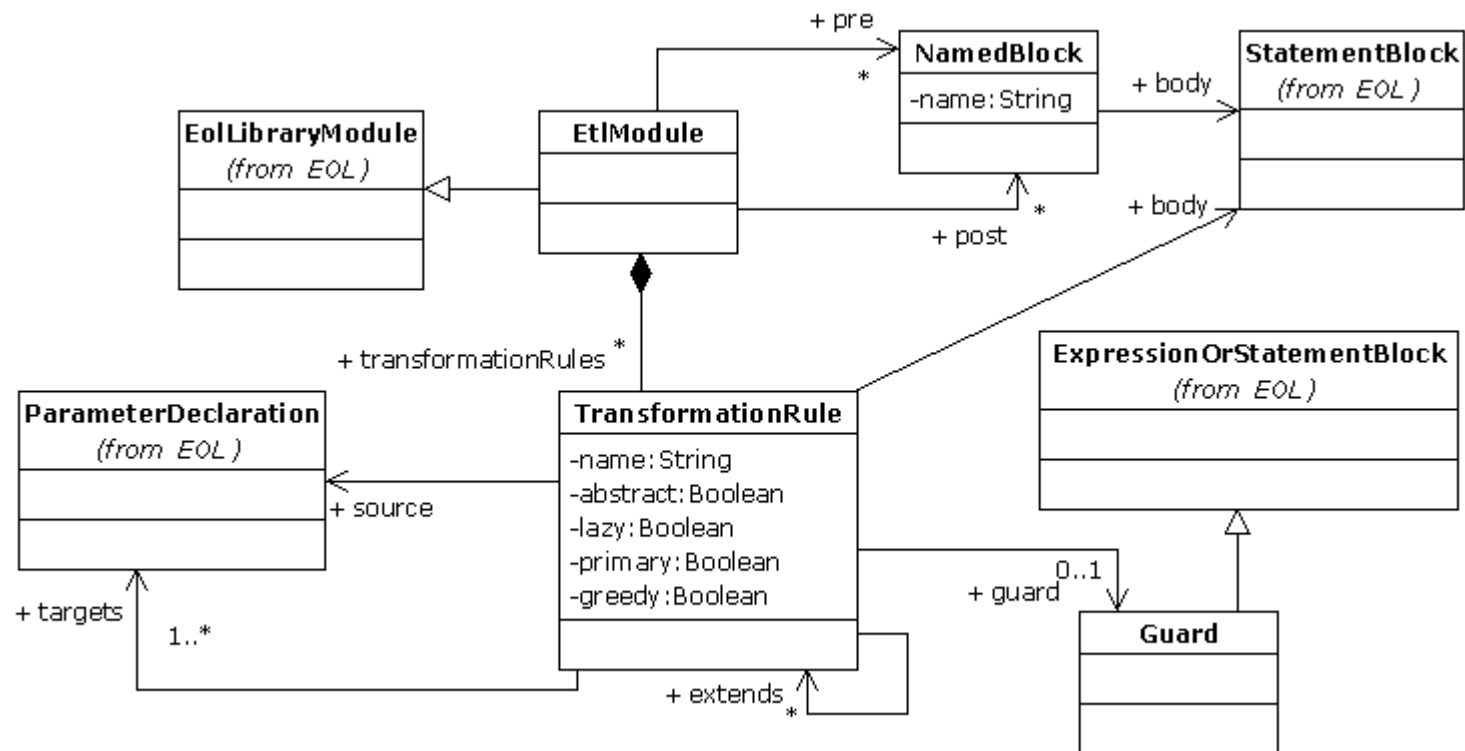 + pre
*
NamedBlock
-name:String
StatementBlock
(from EOL)
+ body
EolLibraryModule
(from EOL)
EtlModule
*
+ post
+ body
*
+ transformationRules
ParameterDeclaration
(from EOL)
TransformationRule
-name:String
-abstract:Boolean
-lazy:Boolean
-primary:Boolean
-greedy:Boolean
ExpressionOrStatementBlock
(from EOL)
+ source
+ targets
1..*
0..1
+ guard
Guard
+ extends
*